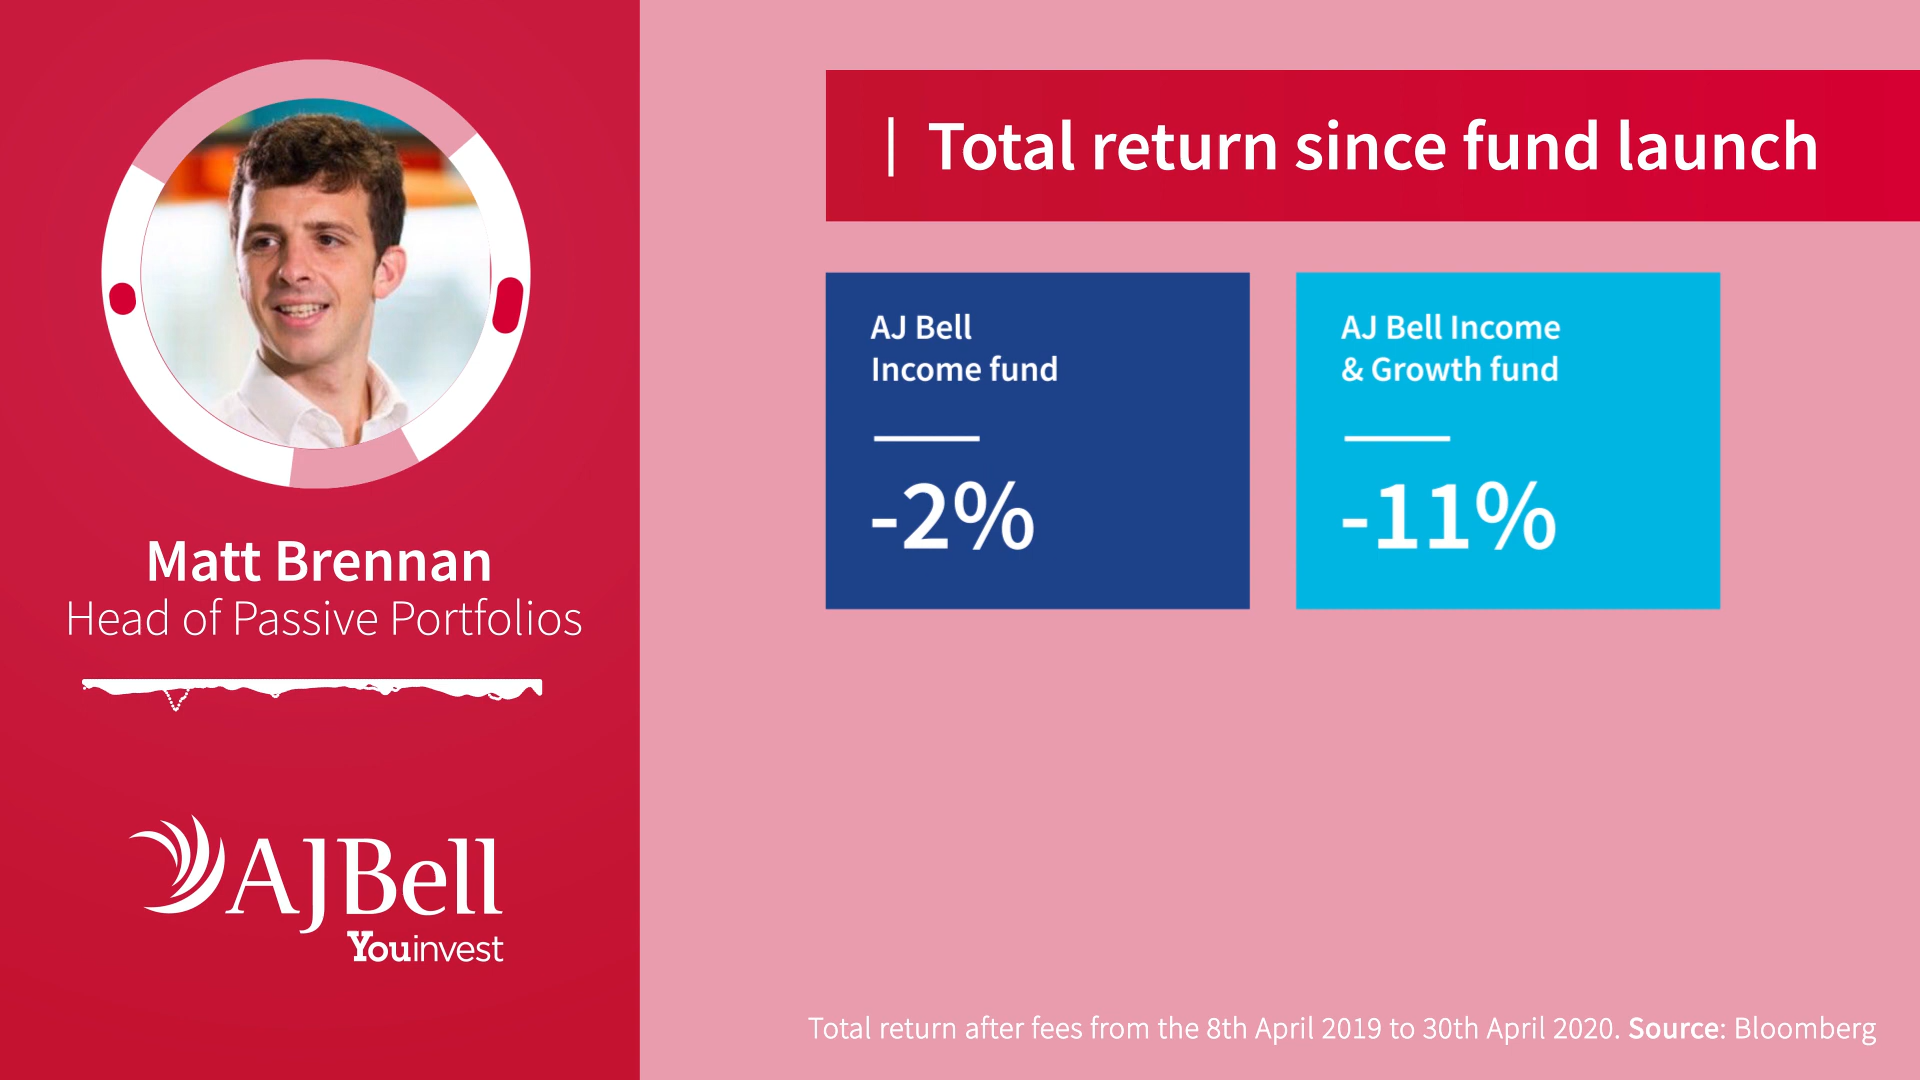 Matt Brennan
Head of Passive Portfolios
AJBell
Youinvest
| Total return since fund launch
AJ Bell
Income fund
-2%
AJ Bell Income
& Growth fund
-11%
Total return after fees from the 8th April 2019 to 30th April 2020. Source: Bloomberg